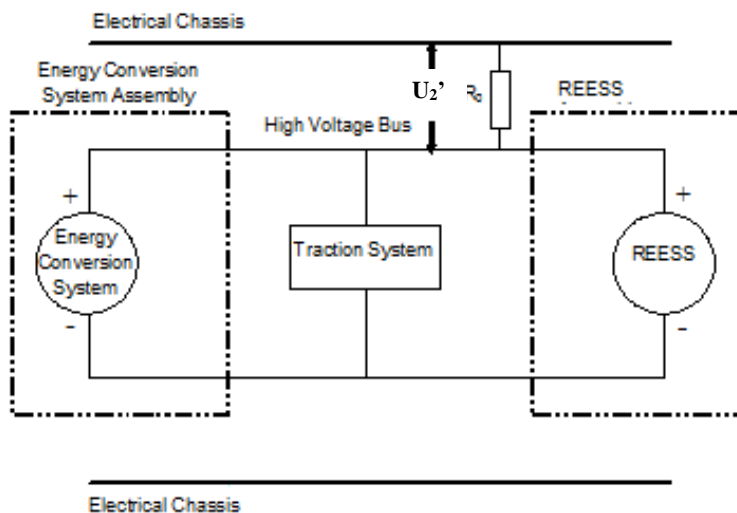 Electrical Chassis
Energy Conversion
System Assembly
U₂’
REESS
High Voltage Bus
+
+
Energy
Conversion
System
Traction System
REESS
-
-
Electrical Chassis